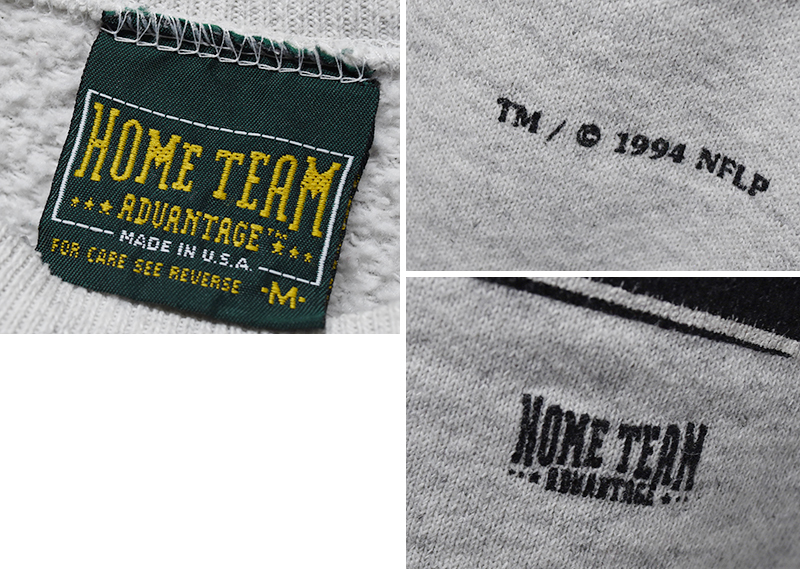 HOME TEAM
ADVANTAGE™
MADE IN U.S.A.
FOR CARE SEE REVERSE -M-
TM / © 1994 NFLP
HOME TEAM
ADVANTAGE